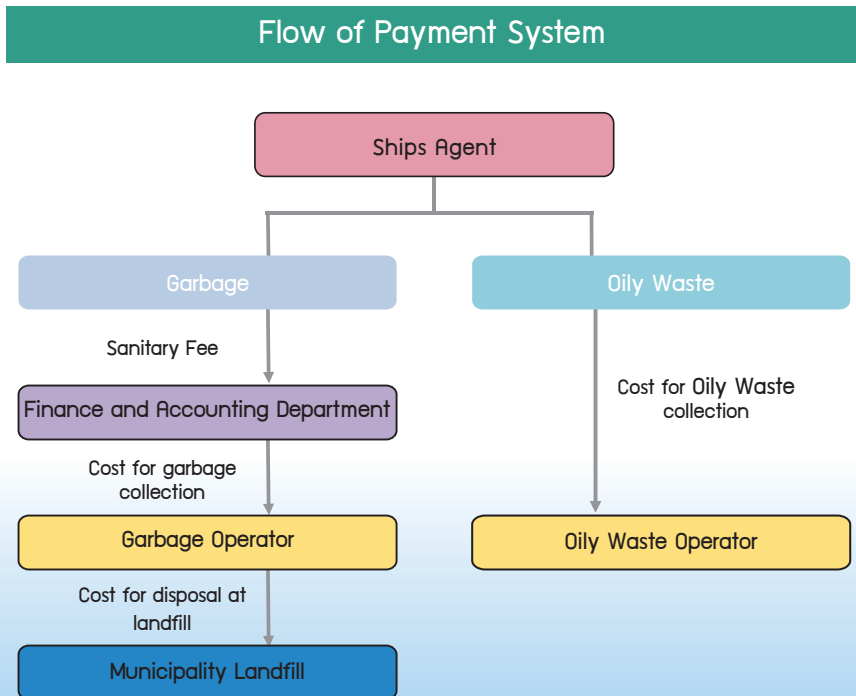 Flow of Payment System
Ships Agent
Garbage
Oily Waste
Sanitary Fee
Finance and Accounting Department
Cost for Oily Waste
collection
Cost for garbage
collection
Garbage Operator
Oily Waste Operator
Cost for disposal at
landfill
Municipality Landfill